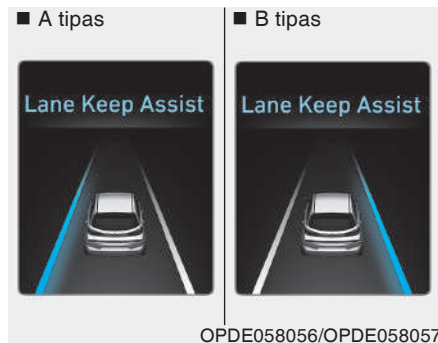 ■ A tipas
■ B tipas
Lane Keep Assist
Lane Keep Assist
OPDE058056/OPDE058057